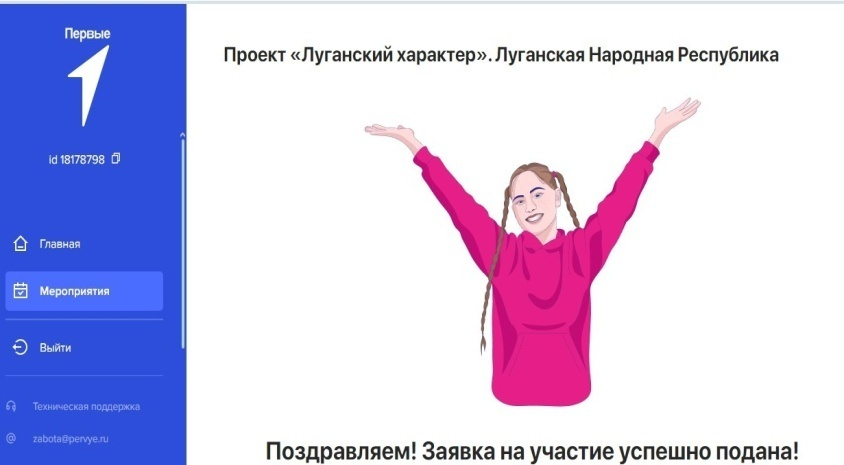 Первые
id 18178798
Главная
Мероприятия
Выйти
Техническая поддержка
zabota@pervye.ru
Проект «Луганский характер». Луганская Народная Республика
Поздравляем! Заявка на участие успешно подана!